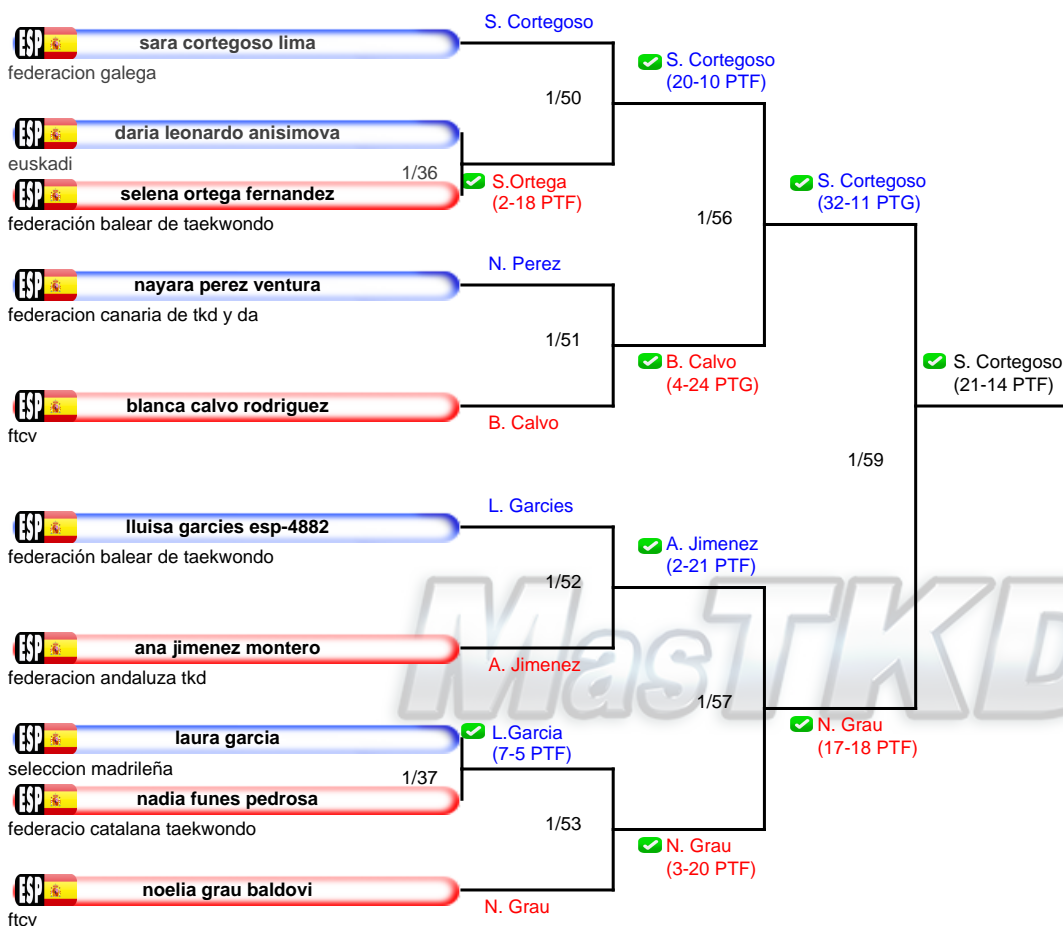 S. Cortegoso
ESP sara cortegoso lima
federacion galega
S. Cortegoso
(20-10 PTF)
1/50
ESP daria leonardo anisimova
euskadi
1/36
S.Ortega
(2-18 PTF)
ESP selena ortega fernandez
federación balear de taekwondo
S. Cortegoso
(32-11 PTG)
1/56
N. Perez
ESP nayara perez ventura
federacion canaria de tkd y da
1/51
B. Calvo
(4-24 PTG)
ESP blanca calvo rodriguez
ftcv
B. Calvo
S. Cortegoso
(21-14 PTF)
1/59
L. Garcies
ESP lluisa garcies esp-4882
federación balear de taekwondo
A. Jimenez
(2-21 PTF)
1/52
ESP ana jimenez montero
federacion andaluza tkd
A. Jimenez
MasTKD
1/57
N. Grau
(17-18 PTF)
ESP laura garcia
seleccion madrileña
L.Garcia
(7-5 PTF)
1/37
ESP nadia funes pedrosa
federacio catalana taekwondo
1/53
N. Grau
(3-20 PTF)
ESP noelia grau baldovi
ftcv
N. Grau